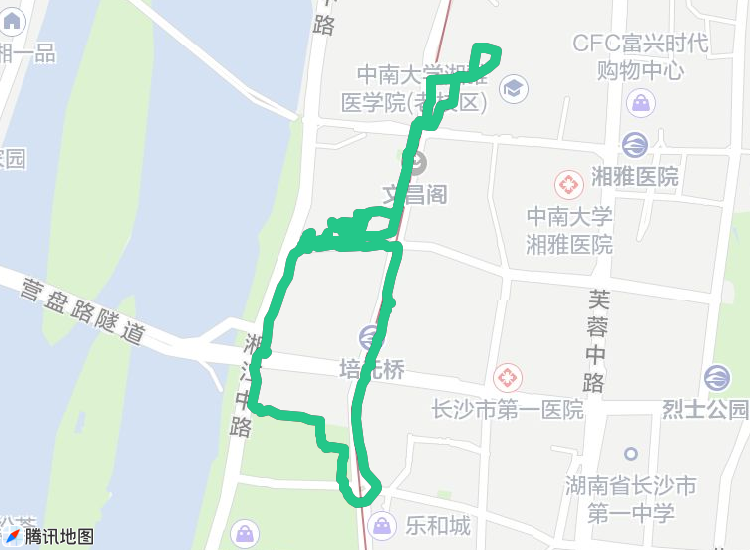 中路
湘一品
CFC富兴时代
购物中心
中南大学湘雅
医学院(老校区)
家园
湘雅医院
文昌阁
中南大学
湘雅医院
营盘路隧道
芙蓉中路
湘江中路
培元桥
长沙市第一医院
烈士公园
湖南省长沙市
第一中学
乐和城
腾讯地图